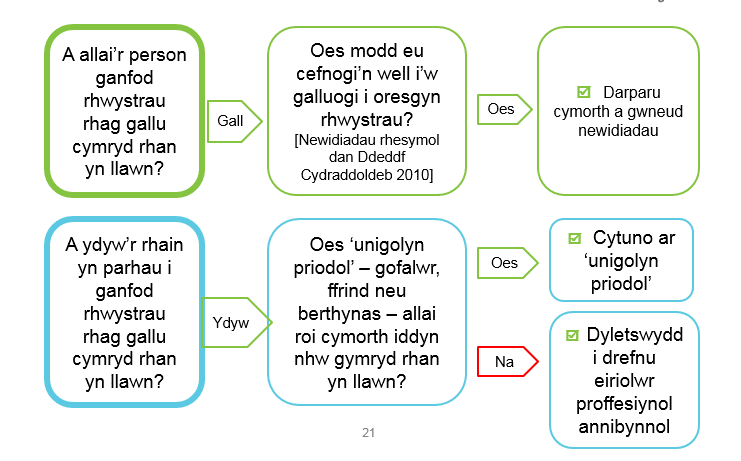 A allai’r person
ganfod
rhwystrau
rhag gallu
cymryd rhan
yn llawn?
Gall
Oes modd eu
cefnogi’n well i’w
galluogi i oresgyn
rhwystrau?
[Newidiadau rhesymol
dan Ddeddf
Cydraddoldeb 2010]
Oes
Darparu
cymorth a gwneud
newidiadau
A ydyw’r rhain
yn parhau i
ganfod
rhwystrau
rhag gallu
cymryd rhan
yn llawn?
Ydyw
Oes ‘unigolyn
priodol’ – gofalwr,
ffrind neu
berthynas – allai
roi cymorth iddyn
nhw gymryd rhan
yn llawn?
Oes
Cytuno ar
‘unigolyn
priodol’
Na
Dyletswydd
i drefnu
eiriolwr
proffesiynol
annibynnol
21